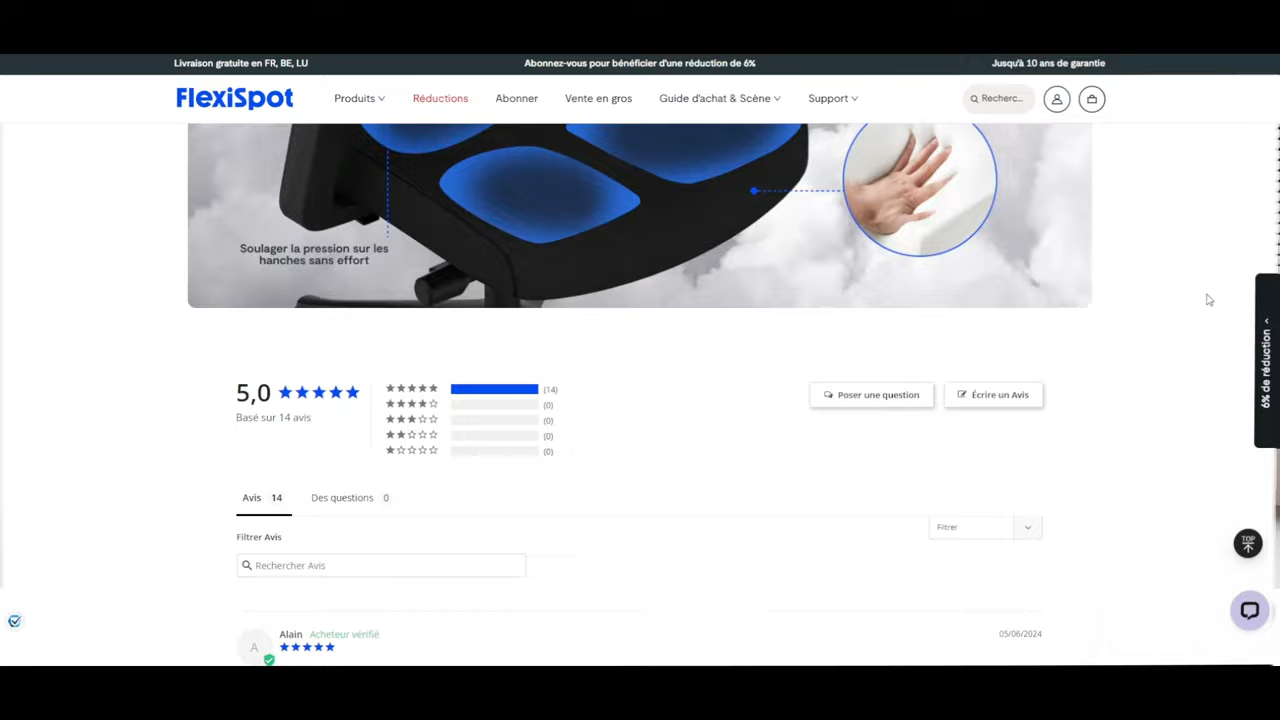 Livraison gratuite en FR, BE, LU
Abonnez-vous pour bénéficier d'une réduction de 6%
Jusqu'à 10 ans de garantie
FlexiSpot
Produits
Réductions
Abonner
Vente en gros
Guide d'achat & Scène
Support
Recherc...
Soulager la pression sur les
hanches sans effort
6% de réduction
5,0
Basé sur 14 avis
(14)
(0)
(0)
(0)
(0)
Poser une question
Écrire un Avis
Avis 14
Des questions 0
Filtrer
Filtrer Avis
TOP
Rechercher Avis
Alain Acheteur vérifié
05/06/2024
A